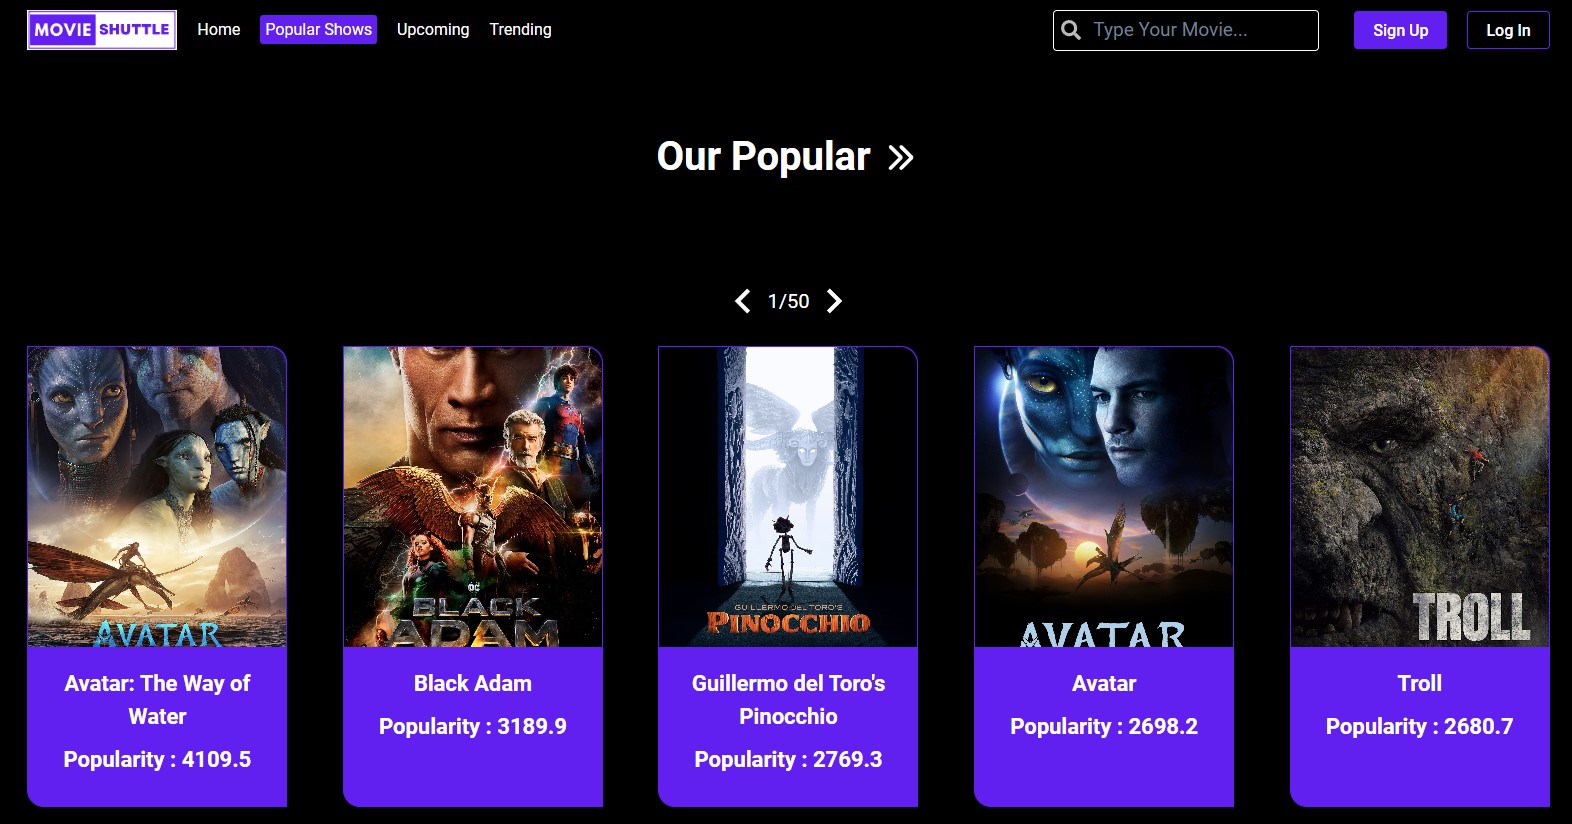 MOVIE SHUTTLE
Home
Popular Shows
Upcoming
Trending
Type Your Movie...
Sign Up
Log In
Our Popular
1/50
AVATAR
DC
BLACK
ADAM
GUILLERMO DEL TORO'S
PINOCCHIO
AVATAR
TROLL
Avatar: The Way of
Water
Popularity : 4109.5
Black Adam
Popularity : 3189.9
Guillermo del Toro's
Pinocchio
Popularity : 2769.3
Avatar
Popularity : 2698.2
Troll
Popularity : 2680.7